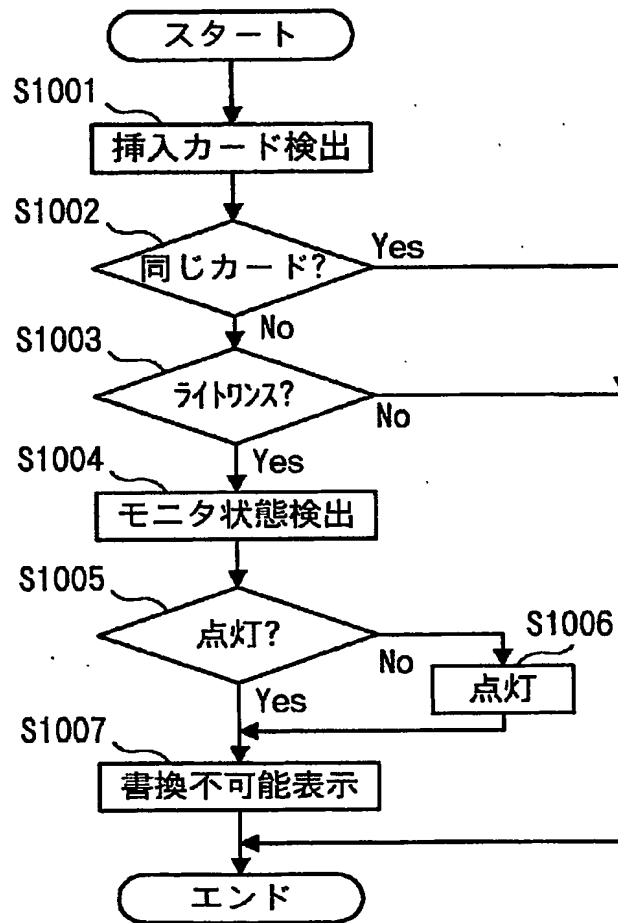 スタート
S1001
挿入カード検出
S1002
同じカード?
Yes
No
S1003
ライトワンス?
No
Yes
S1004
モニタ状態検出
S1005
点灯?
No
S1006
点灯
Yes
S1007
書換不可能表示
エンド